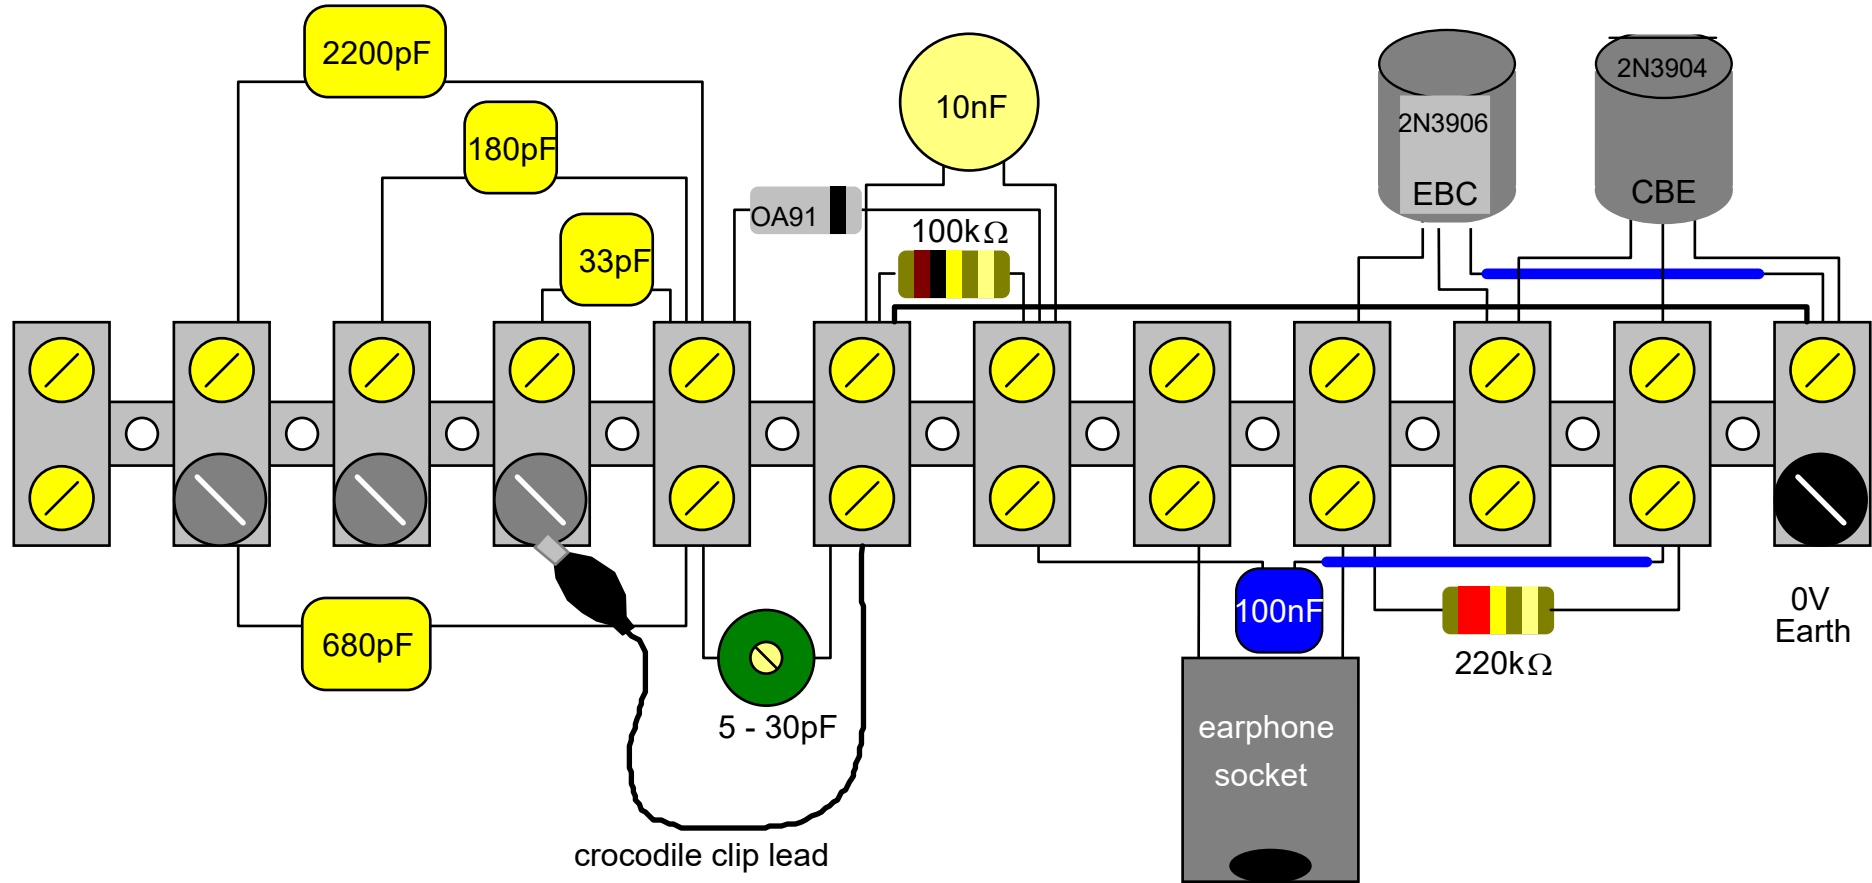 2200pF
180pF
33pF
10nF
OA91
100kΩ
2N3906
EBC
2N3904
CBE
680pF
5 - 30pF
crocodile clip lead
100nF
earphone
socket
220kΩ
0V
Earth